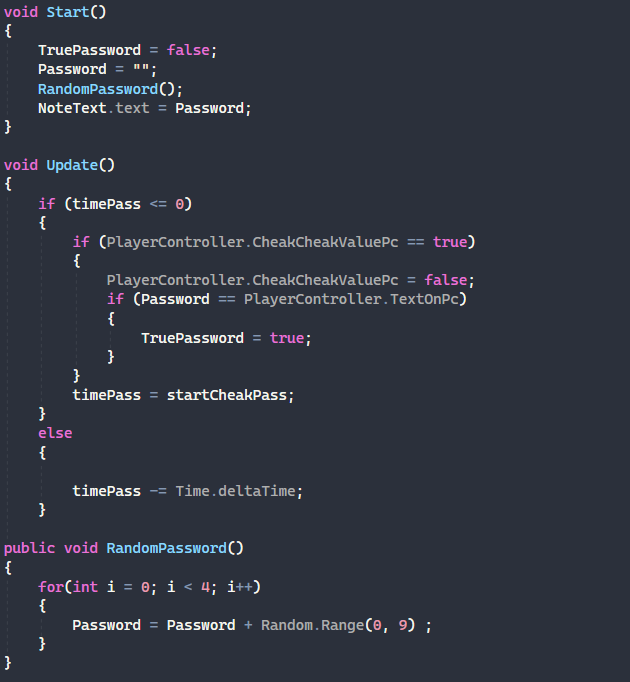 void Start()
{
    TruePassword = false;
    Password = "";
    RandomPassword();
    NoteText.text = Password;
}

void Update()
{
    if (timePass <= 0)
    {
        if (PlayerController.CheakCheakValuePc == true)
        {
            PlayerController.CheakCheakValuePc = false;
            if (Password == PlayerController.TextOnPc)
            {
                TruePassword = true;
            }
        }
        timePass = startCheakPass;
    }
    else
    {

        timePass -= Time.deltaTime;
    }

public void RandomPassword()
{
    for(int i = 0; i < 4; i++)
    {
        Password = Password + Random.Range(0, 9) ;
    }
}